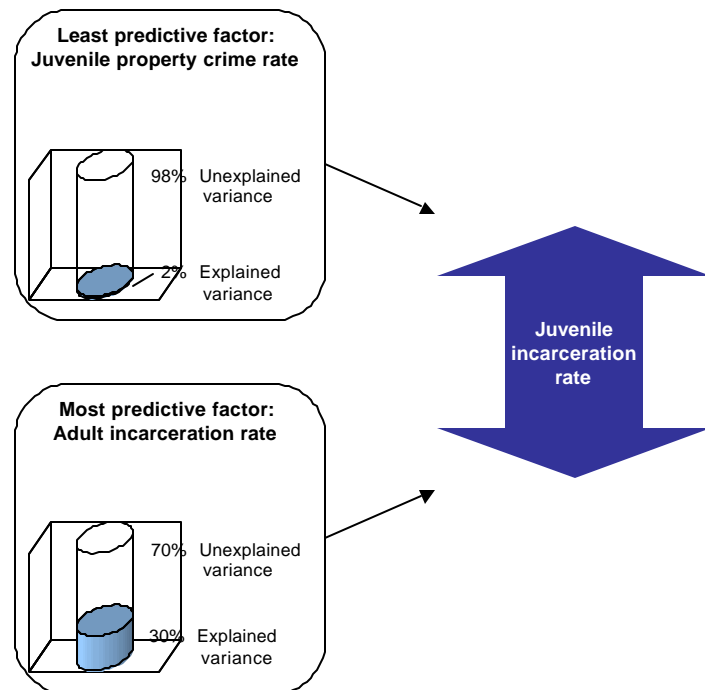 Least predictive factor:
Juvenile property crime rate
98% Unexplained
variance
2% Explained
variance
Juvenile
incarceration
rate
Most predictive factor:
Adult incarceration rate
70% Unexplained
variance
30% Explained
variance